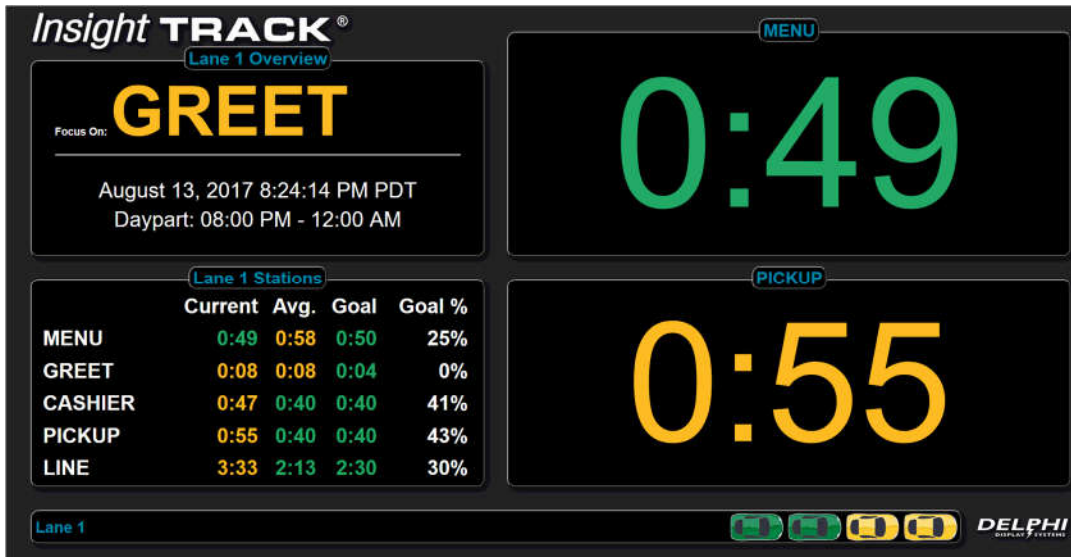 Insight TRACK®
Lane 1 Overview
Focus On: GREET
August 13, 2017 8:24:14 PM PDT
Daypart: 08:00 PM - 12:00 AM
MENU
0:49
Lane 1 Stations
Current Avg. Goal Goal %
MENU 0:49 0:58 0:50 25%
GREET 0:08 0:08 0:04 0%
CASHIER 0:47 0:40 0:40 41%
PICKUP 0:55 0:40 0:40 43%
LINE 3:33 2:13 2:30 30%
PICKUP
0:55
Lane 1
DELPHI
DISPLAY SYSTEMS